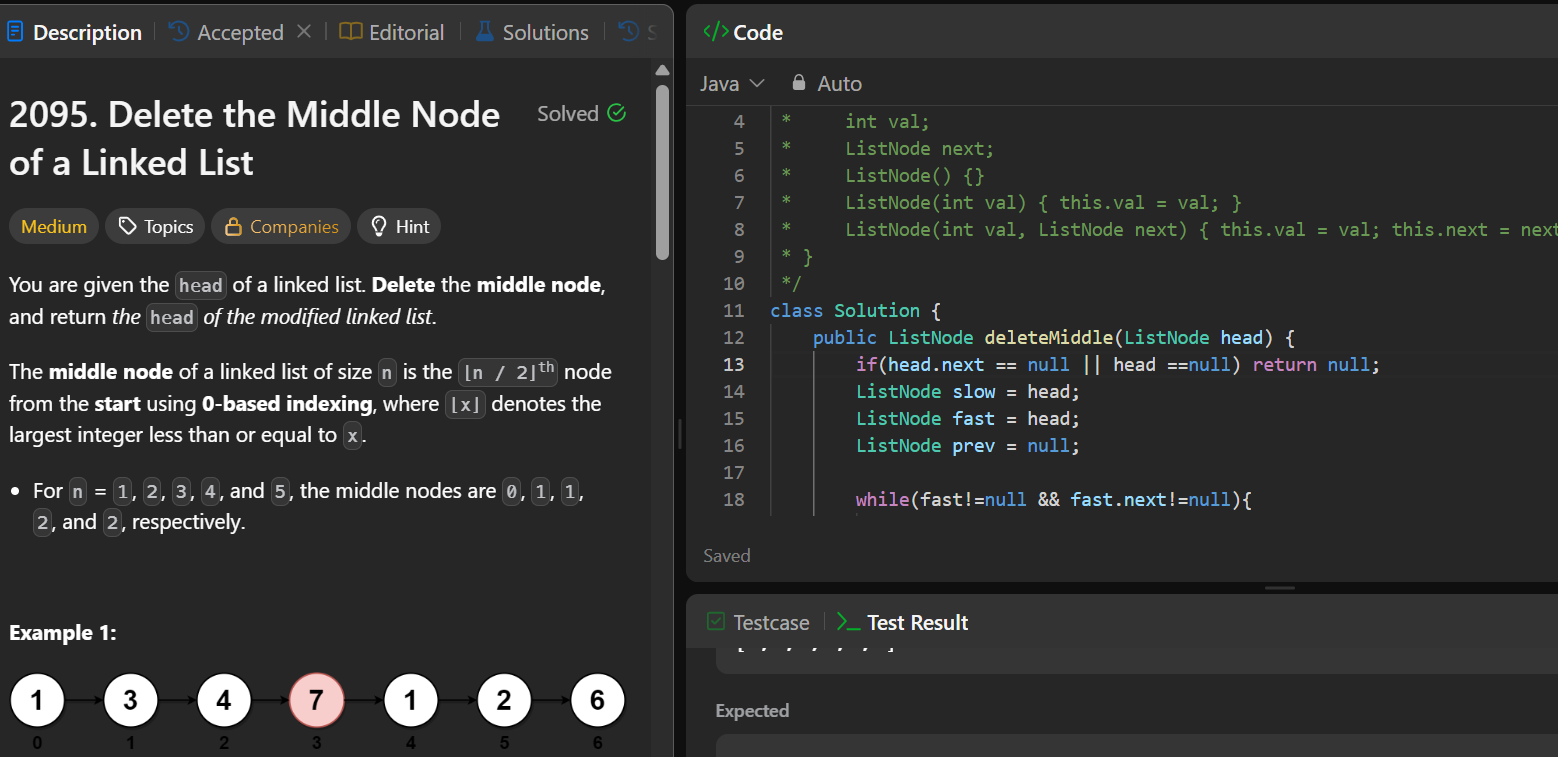 Description
Accepted
Editorial
Solutions
2095. Delete the Middle Node
of a Linked List
Solved
Medium
Topics
Companies
Hint
You are given the head of a linked list. Delete the middle node,
and return the head of the modified linked list.
The middle node of a linked list of size n is the ⌊n / 2⌋th node
from the start using 0-based indexing, where ⌊x⌋ denotes the
largest integer less than or equal to x.
• For n = 1, 2, 3, 4, and 5, the middle nodes are 0, 1, 1,
2, and 2, respectively.
Example 1:
1 3 4 7 1 2 6
0 1 2 3 4 5 6
</> Code
Java
Auto
4 * int val;
5 * ListNode next;
6 * ListNode() {}
7 * ListNode(int val) { this.val = val; }
8 * ListNode(int val, ListNode next) { this.val = val; this.next = next
9 * }
10 */
11 class Solution {
12 public ListNode deleteMiddle(ListNode head) {
13 if(head.next == null || head ==null) return null;
14 ListNode slow = head;
15 ListNode fast = head;
16 ListNode prev = null;
17
18 while(fast!=null && fast.next!=null){
Saved
Testcase
>_ Test Result
Expected